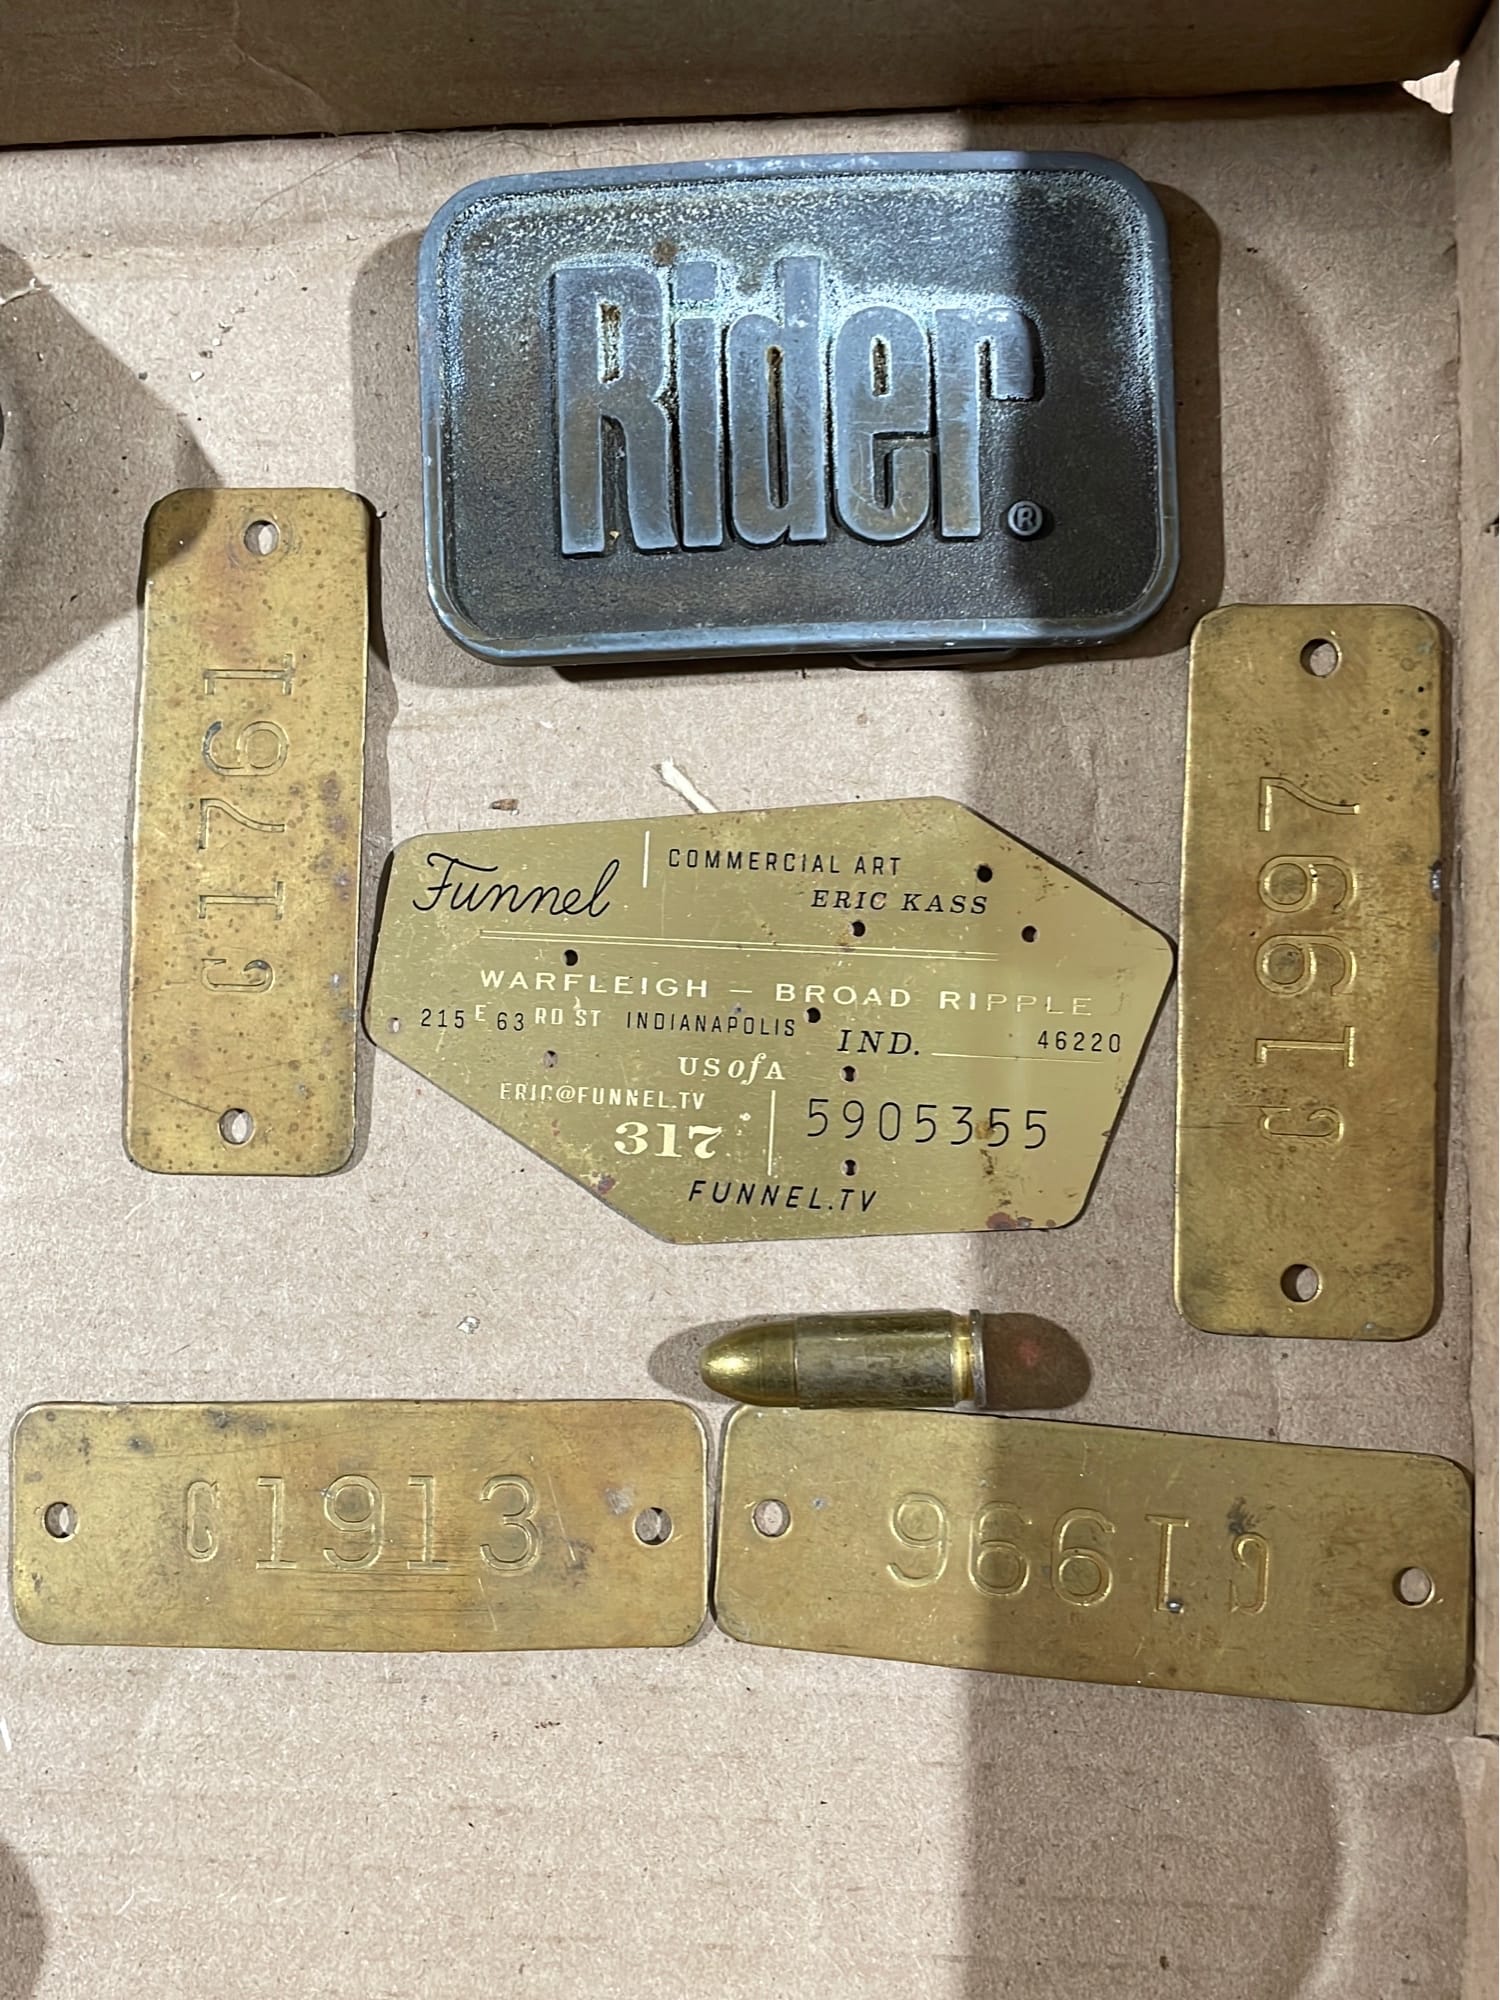 Rider®
C1761
C1997
Funnel
COMMERCIAL ART
ERIC KASS
WARFLEIGH – BROAD RIPPLE
215 E 63 RD ST INDIANAPOLIS IND. 46220
US of A
ERIC@FUNNEL.TV
317 5905355
FUNNEL.TV
C1913
C1996